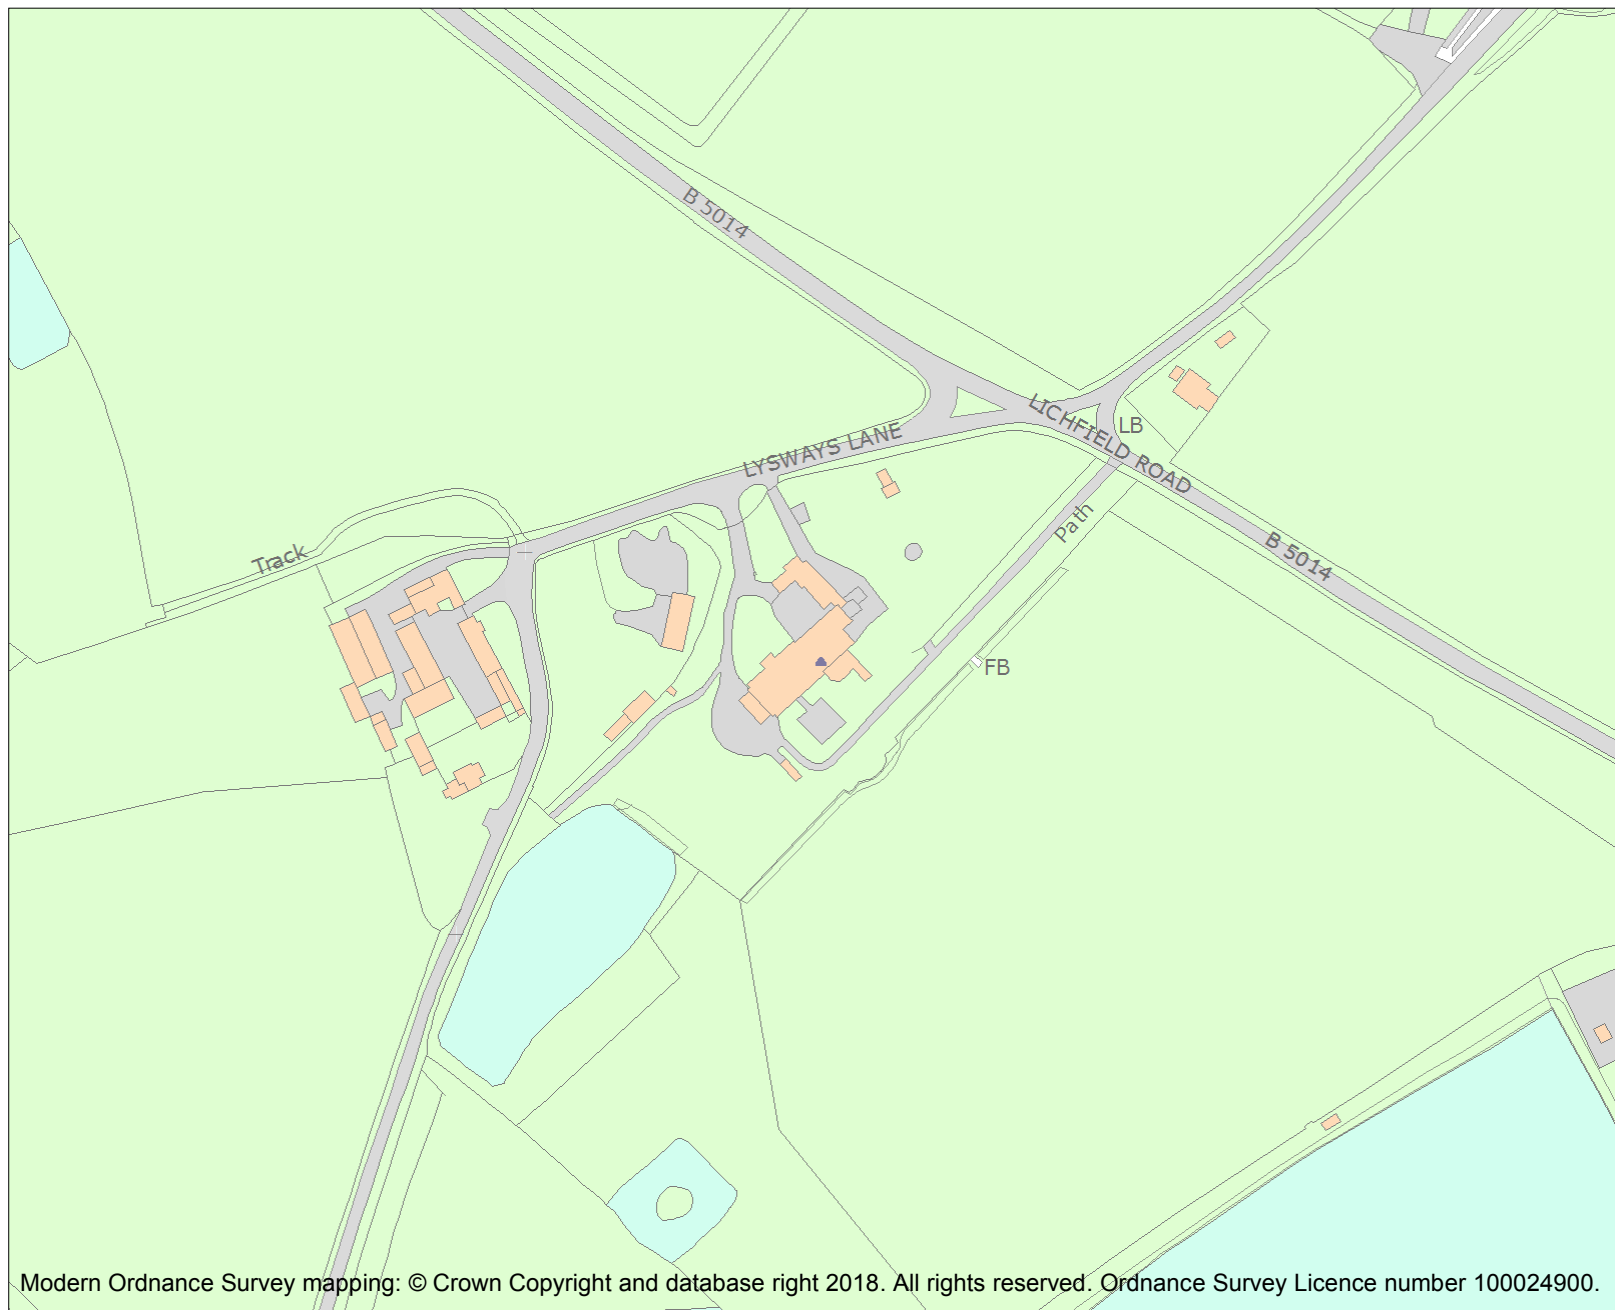 B 5014
LICHFIELD ROAD
LB
LYSWAYS LANE
Path
Track
B 5014
FB
Modern Ordnance Survey mapping: © Crown Copyright and database right 2018. All rights reserved. Ordnance Survey Licence number 100024900.